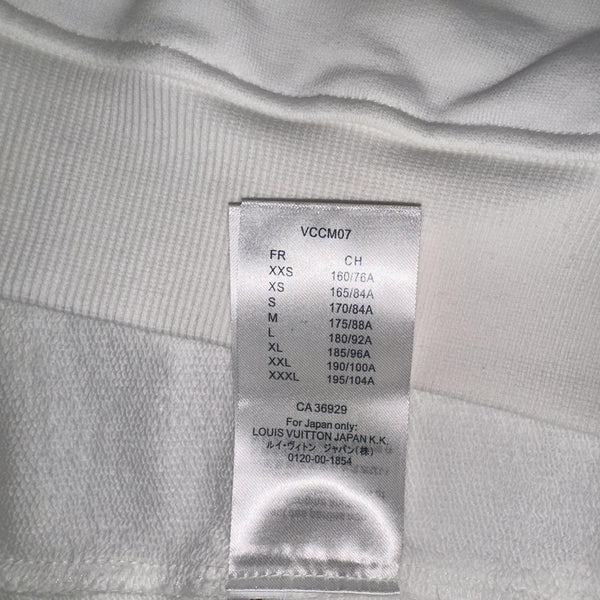 VCCM07
FR CH
XXS 160/76A
XS 165/84A
S 170/84A
M 175/88A
L 180/92A
XL 185/96A
XXL 190/100A
XXXL 195/104A
CA 36929
For Japan only:
LOUIS VUITTON JAPAN K.K.
ルイ・ヴィトン ジャパン(株)
0120-00-1854